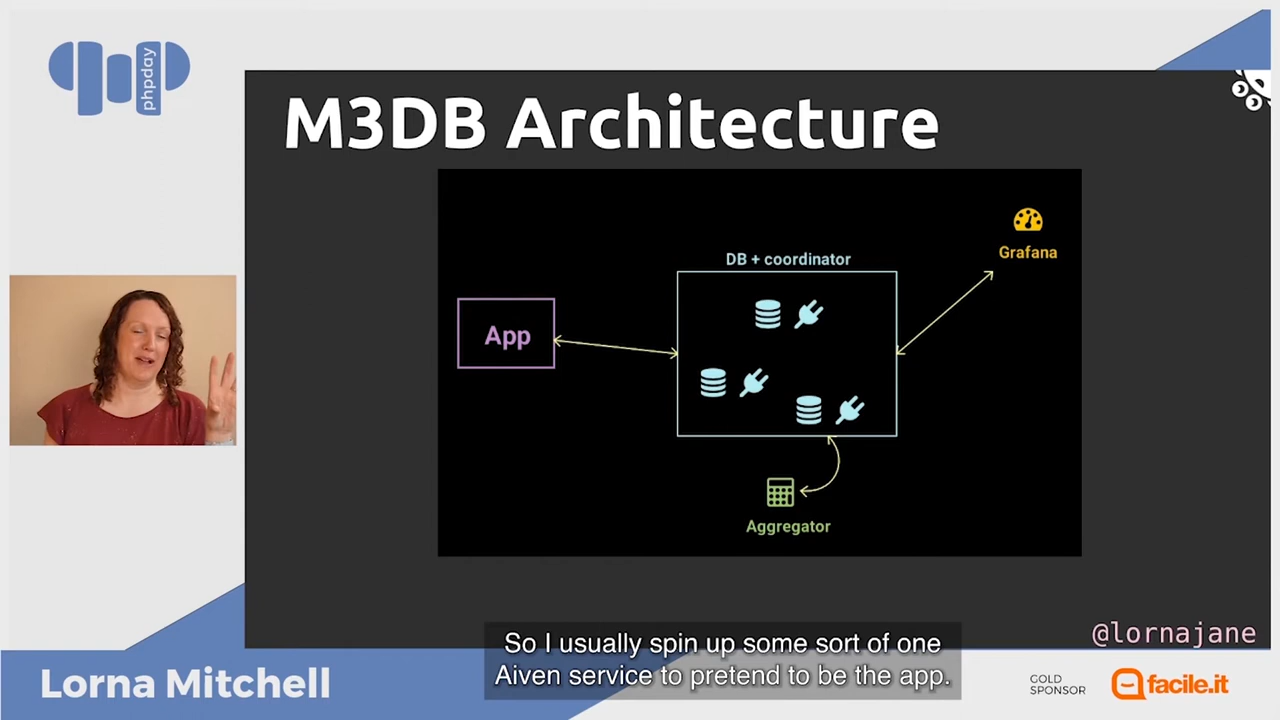 phpday
M3DB Architecture
Grafana
DB + coordinator
App
Aggregator
@lornajane
So I usually spin up some sort of one
Aiven service to pretend to be the app.
Lorna Mitchell
GOLD
SPONSOR
facile.it